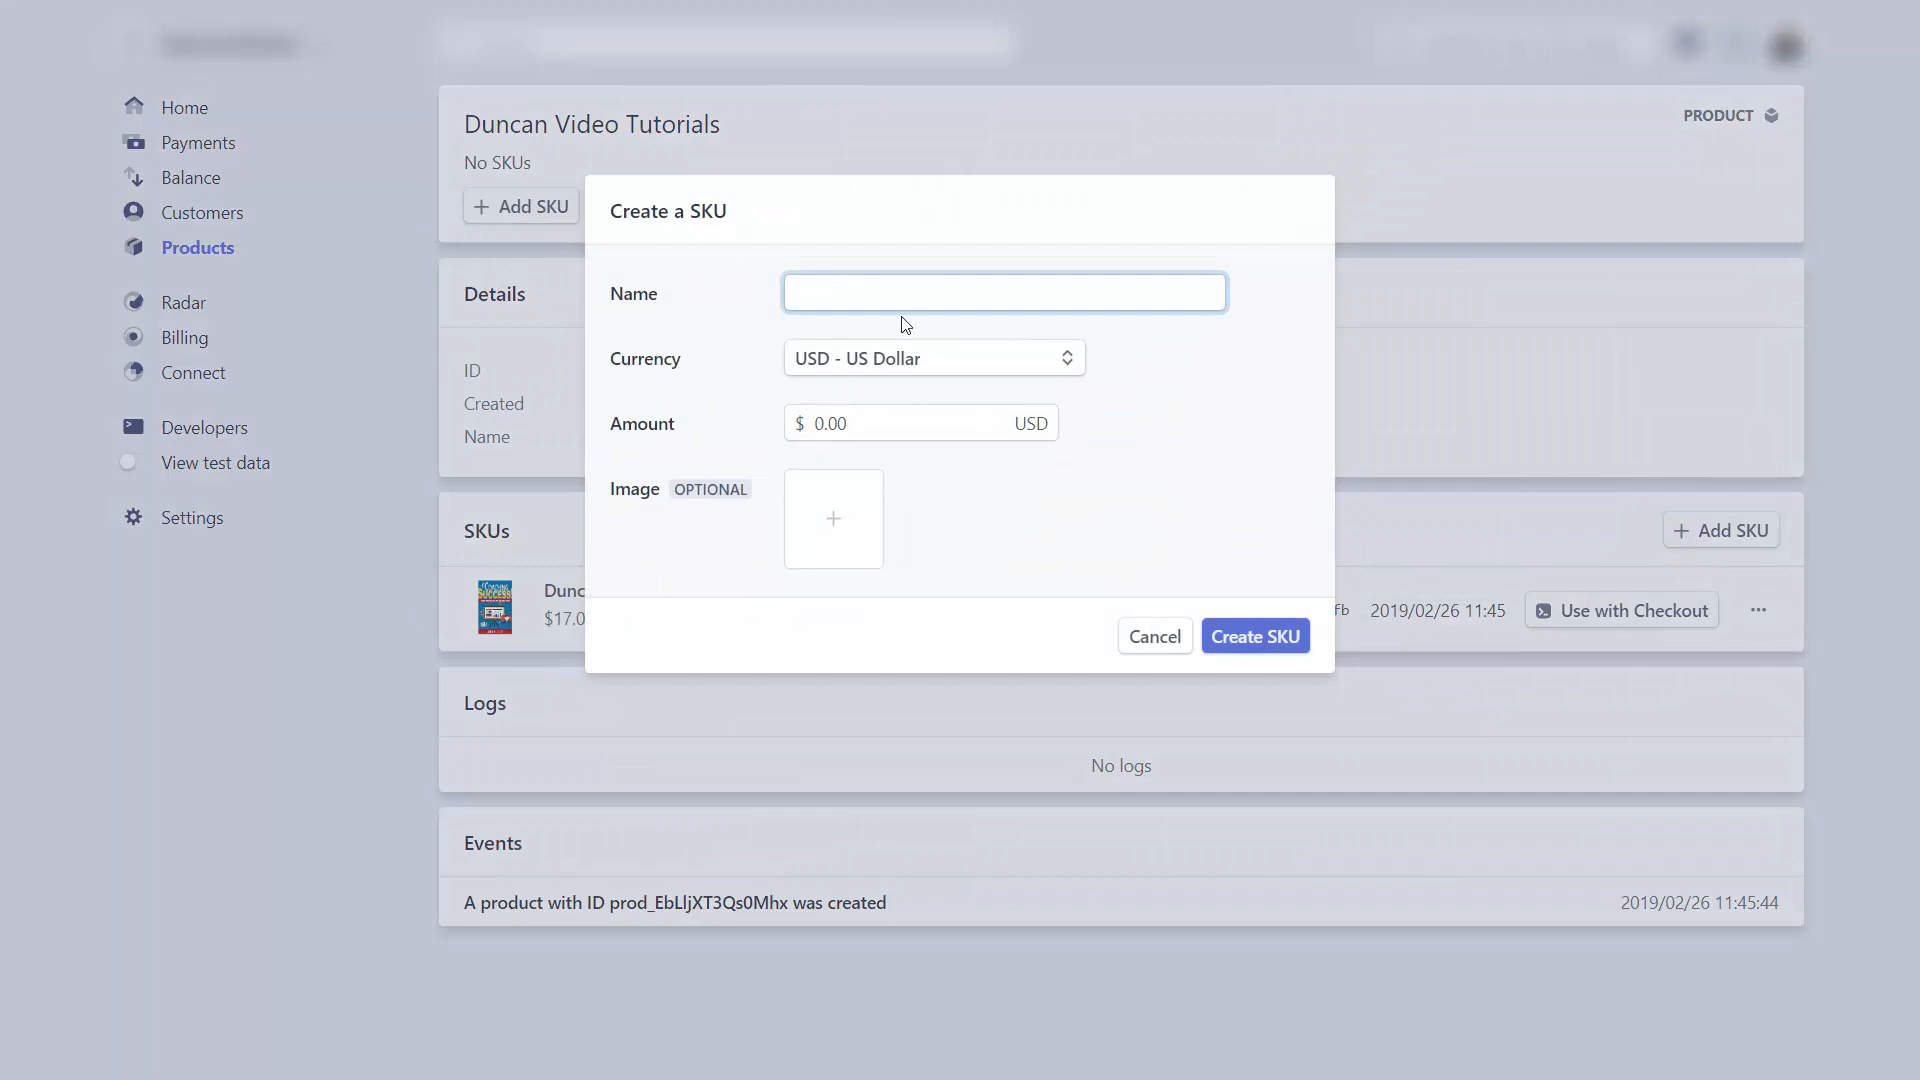 Home
Payments
Balance
Customers
Products
Radar
Billing
Connect
Developers
View test data
Settings
Duncan Video Tutorials
PRODUCT
No SKUs
+ Add SKU
Create a SKU
Name
Currency
USD - US Dollar
Amount
$ 0.00 USD
Image OPTIONAL
+
Cancel
Create SKU
Details
ID
Created
Name
SKUs
+ Add SKU
Dunc
$17.0
fb
2019/02/26 11:45
Use with Checkout
Logs
No logs
Events
A product with ID prod_EbLljXT3Qs0Mhx was created
2019/02/26 11:45:44